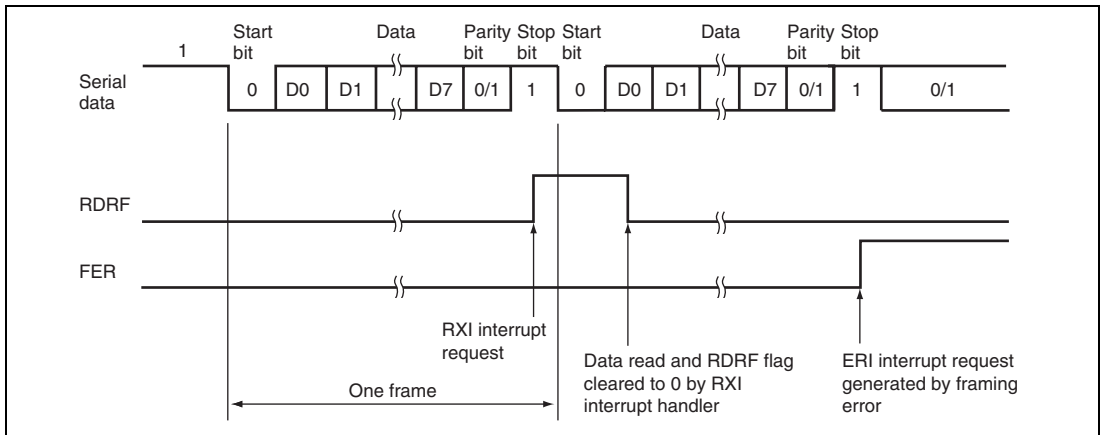 1
Start bit
Data
Parity bit
Stop bit
Start bit
Data
Parity bit
Stop bit
Serial data
0 D0 D1 D7 0/1 1 0 D0 D1 D7 0/1 1 0/1
RDRF
FER
RXI interrupt
request
Data read and RDRF flag
cleared to 0 by RXI
interrupt handler
ERI interrupt request
generated by framing
error
One frame